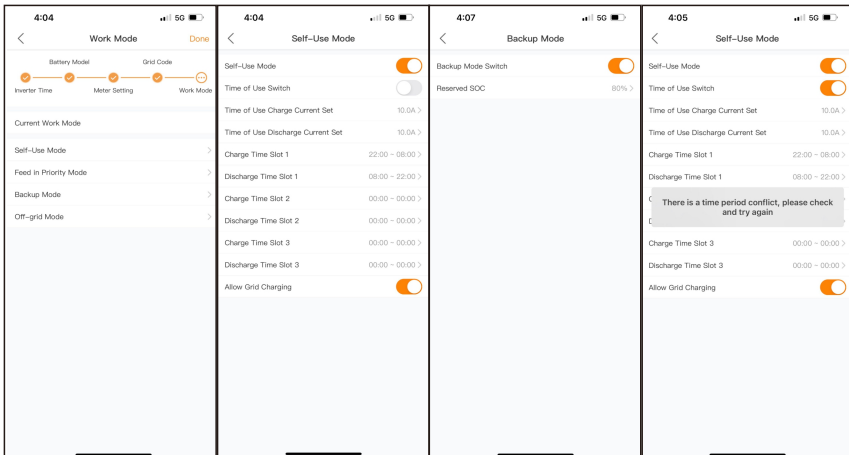 4:04
5G
Work Mode
Done
Battery Model
Grid Code
Inverter Time
Meter Setting
Work Mode
Current Work Mode
Self-Use Mode
Feed in Priority Mode
Backup Mode
Off-grid Mode
4:04
5G
Self-Use Mode
Self-Use Mode
Time of Use Switch
Time of Use Charge Current Set 10.0A
Time of Use Discharge Current Set 10.0A
Charge Time Slot 1 22:00 - 08:00
Discharge Time Slot 1 08:00 - 22:00
Charge Time Slot 2 00:00 - 00:00
Discharge Time Slot 2 00:00 - 00:00
Charge Time Slot 3 00:00 - 00:00
Discharge Time Slot 3 00:00 - 00:00
Allow Grid Charging
4:07
5G
Backup Mode
Backup Mode Switch
Reserved SOC 80%
4:05
5G
Self-Use Mode
Self-Use Mode
Time of Use Switch
Time of Use Charge Current Set 10.0A
Time of Use Discharge Current Set 10.0A
Charge Time Slot 1 22:00 - 08:00
Discharge Time Slot 1 08:00 - 22:00
There is a time period conflict, please check
and try again
Charge Time Slot 3 00:00 - 00:00
Discharge Time Slot 3 00:00 - 00:00
Allow Grid Charging